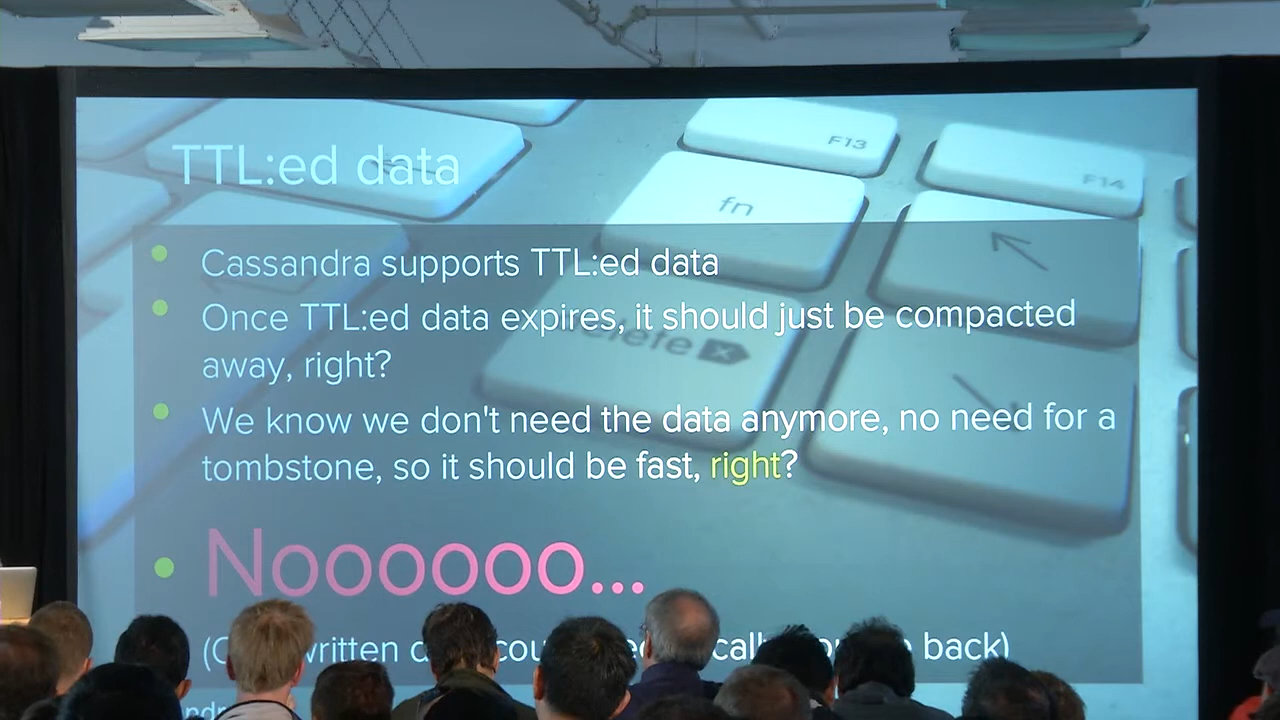 F13
F14
fn
TTL:ed data
Cassandra supports TTL:ed data
Once TTL:ed data expires, it should just be compacted
away, right?
delete
We know we don't need the data anymore, no need for a
tombstone, so it should be fast, right?
Noooooo...
back)